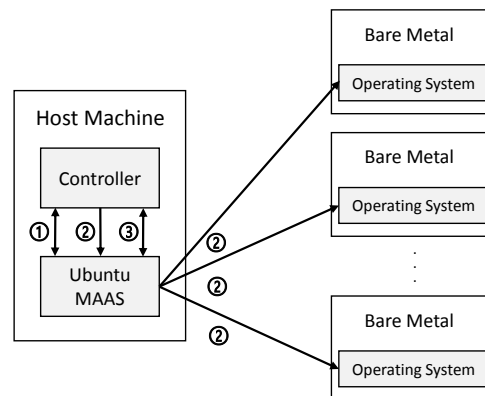 Host Machine
Controller
① ② ③
Ubuntu
MAAS
②
②
②
Bare Metal
Operating System
Bare Metal
Operating System
.
.
.
Bare Metal
Operating System